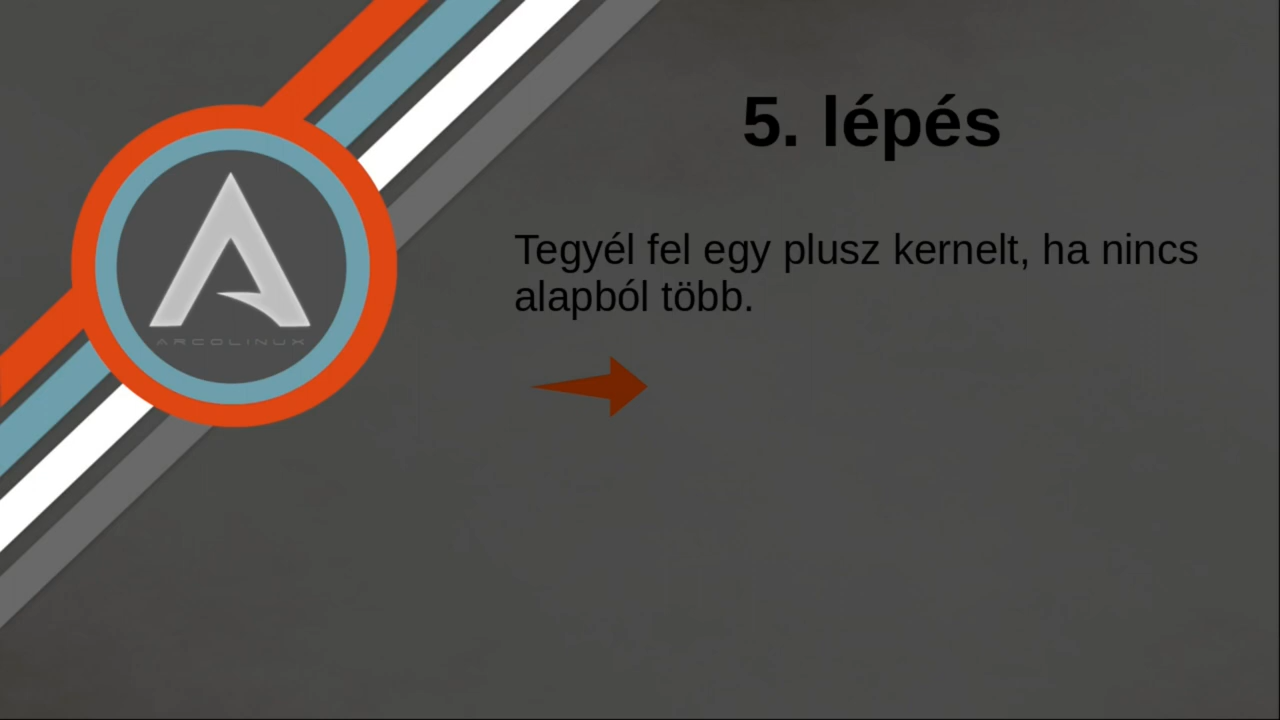 5. lépés
Tegyél fel egy plusz kernelt, ha nincs
alapból több.
ARCOLINUX